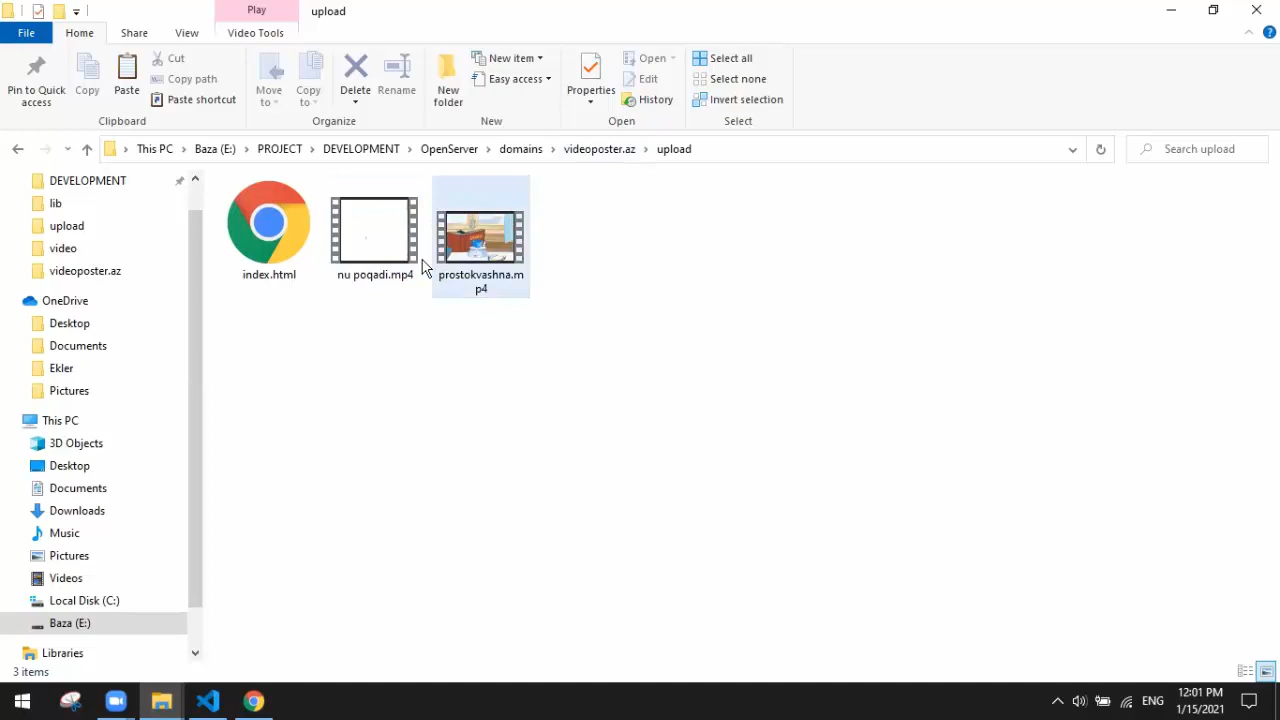 Play
upload
File
Home
Share
View
Video Tools
Pin to Quick access
Copy
Paste
Cut
Copy path
Paste shortcut
Clipboard
Move to
Copy to
Delete
Rename
Organize
New folder
New item
Easy access
New
Properties
Open
Edit
History
Open
Select all
Select none
Invert selection
Select
This PC
Baza (E:)
PROJECT
DEVELOPMENT
OpenServer
domains
videoposter.az
upload
Search upload
DEVELOPMENT
lib
upload
video
videoposter.az
OneDrive
Desktop
Documents
Ekler
Pictures
This PC
3D Objects
Desktop
Documents
Downloads
Music
Pictures
Videos
Local Disk (C:)
Baza (E:)
Libraries
index.html
nu poqadi.mp4
prostokvashna.m
p4
3 items
ENG
12:01 PM
1/15/2021